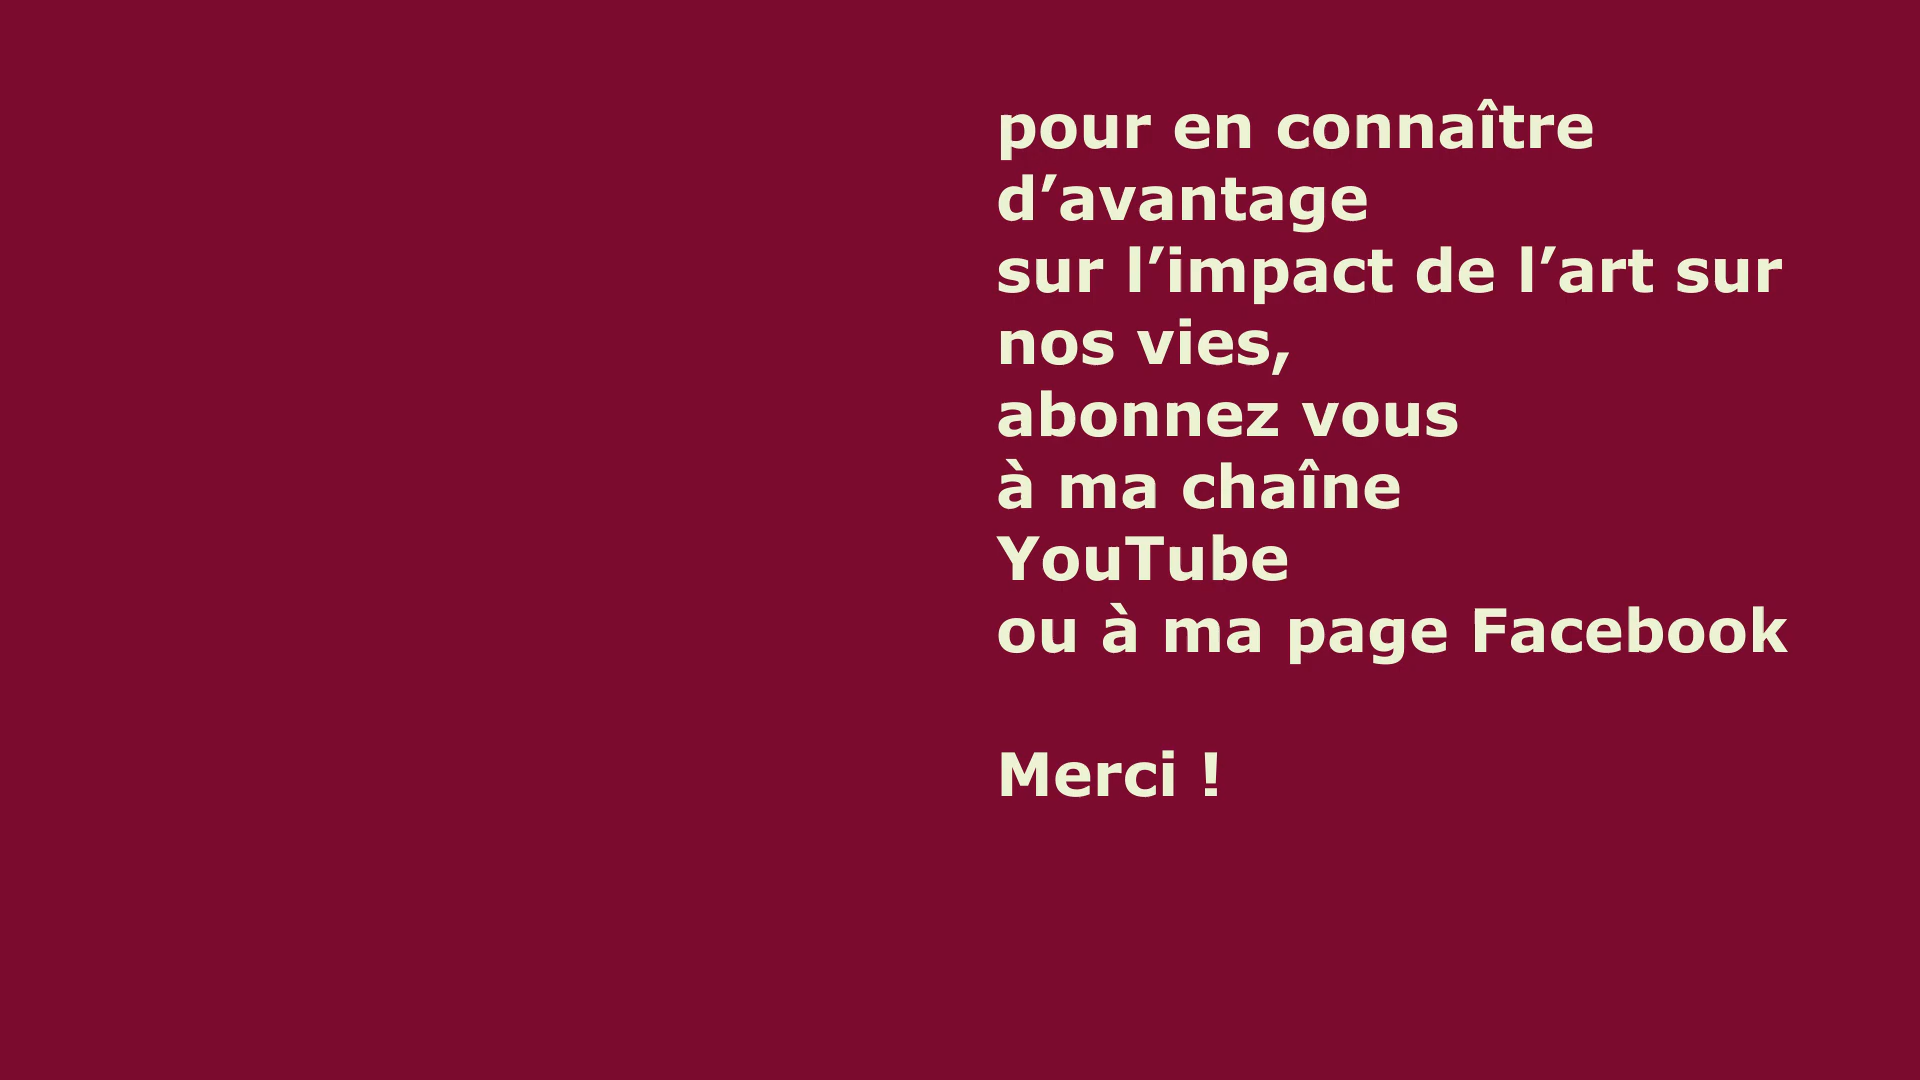 pour en connaître
d’avantage
sur l’impact de l’art sur
nos vies,
abonnez vous
à ma chaîne
YouTube
ou à ma page Facebook
Merci !